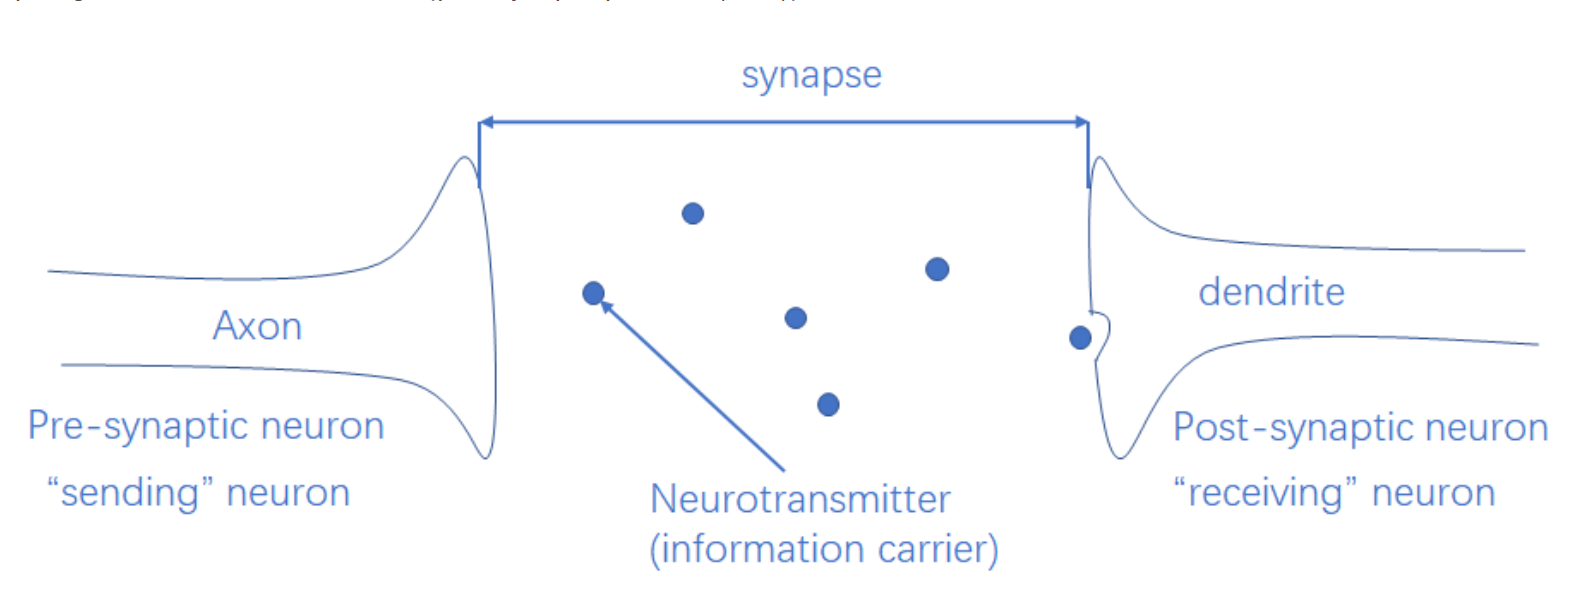 synapse
Axon
dendrite
Pre-synaptic neuron
“sending” neuron
Post-synaptic neuron
“receiving” neuron
Neurotransmitter
(information carrier)